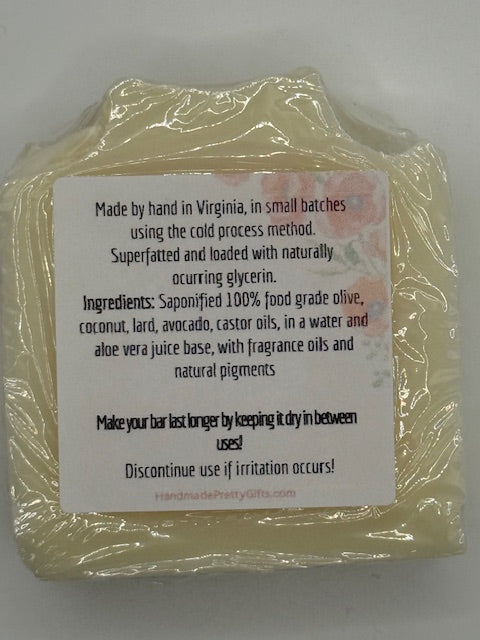 Made by hand in Virginia, in small batches
using the cold process method.
Superfatted and loaded with naturally
ocurring glycerin.
Ingredients: Saponified 100% food grade olive,
coconut, lard, avocado, castor oils, in a water and
aloe vera juice base, with fragrance oils and
natural pigments
Make your bar last longer by keeping it dry in between
uses!
Discontinue use if irritation occurs!
HandmadePrettyGifts.com